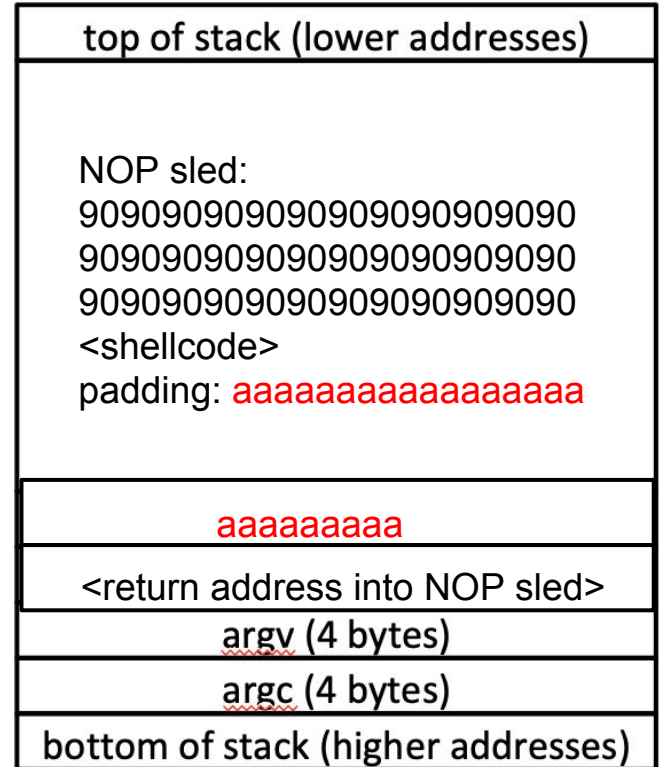 top of stack (lower addresses)
NOP sled:
909090909090909090909090
909090909090909090909090
909090909090909090909090
<shellcode>
padding: aaaaaaaaaaaaaaaaa
aaaaaaaaa
<return address into NOP sled>
argv (4 bytes)
argc (4 bytes)
bottom of stack (higher addresses)